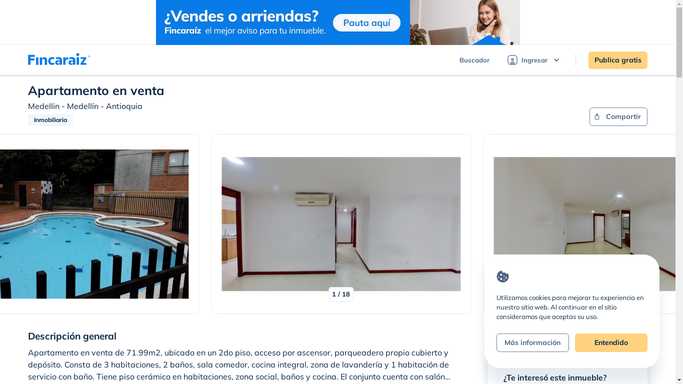 ¿Vendes o arriendas?
Fincaraíz el mejor aviso para tu inmueble.
Pauta aquí
Fincaraíz
Buscador
Ingresar
Publica gratis
Apartamento en venta
Medellin - Medellín - Antioquia
Inmobiliaria
Compartir
1 / 18
Utilizamos cookies para mejorar tu experiencia en
nuestro sitio web. Al continuar en el sitio
consideramos que aceptas su uso.
Más información
Entendido
Descripción general
Apartamento en venta de 71.99m2, ubicada en un 2do piso, acceso por ascensor, parqueadero propio cubierto y
depósito. Consta de 3 habitaciones, 2 baños, sala comedor, cocina integral, zona de lavandería y 1 habitación de
servicio con baño. Tiene piso cerámico en habitaciones, zona social, baños y cocina. El conjunto cuenta con salón...
¿Te interesó este inmueble?